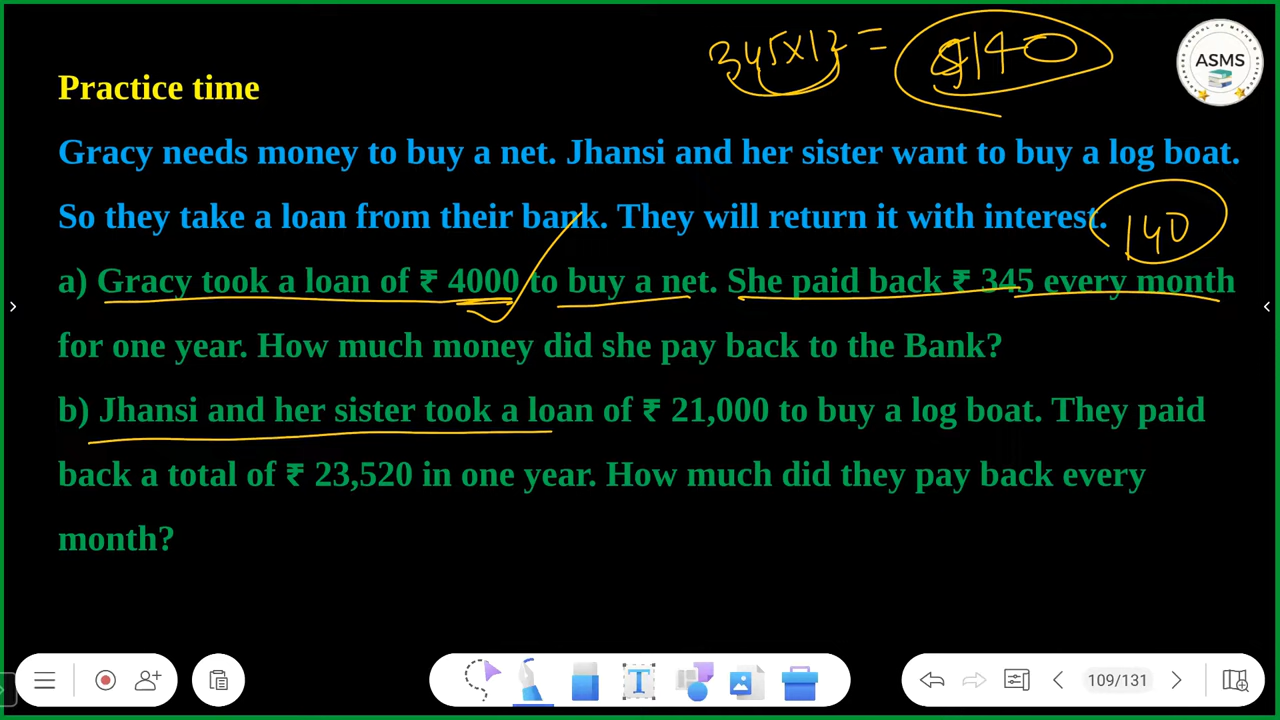 345×12 = 4140
ASMS
Practice time
Gracy needs money to buy a net. Jhansi and her sister want to buy a log boat.
So they take a loan from their bank. They will return it with interest.
140
a) Gracy took a loan of ₹ 4000 to buy a net. She paid back ₹ 345 every month
for one year. How much money did she pay back to the Bank?
b) Jhansi and her sister took a loan of ₹ 21,000 to buy a log boat. They paid
back a total of ₹ 23,520 in one year. How much did they pay back every
month?
T
109/131